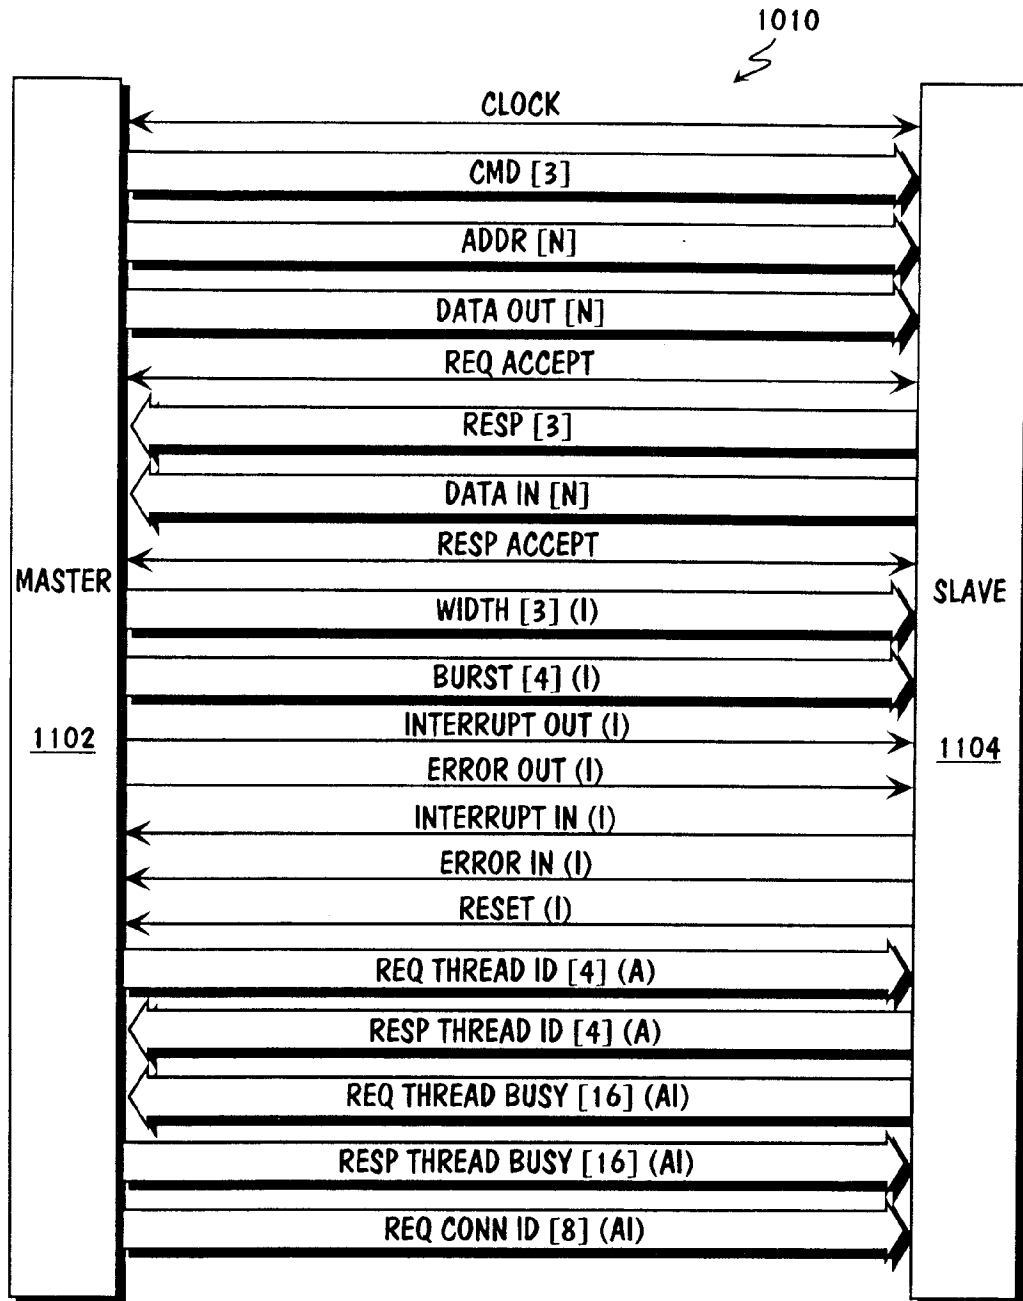 1010
CLOCK
CMD [3]
ADDR [N]
DATA OUT [N]
REQ ACCEPT
RESP [3]
DATA IN [N]
RESP ACCEPT
MASTER
SLAVE
WIDTH [3] (I)
BURST [4] (I)
INTERRUPT OUT (I)
1102
1104
ERROR OUT (I)
INTERRUPT IN (I)
ERROR IN (I)
RESET (I)
REQ THREAD ID [4] (A)
RESP THREAD ID [4] (A)
REQ THREAD BUSY [16] (AI)
RESP THREAD BUSY [16] (AI)
REQ CONN ID [8] (AI)